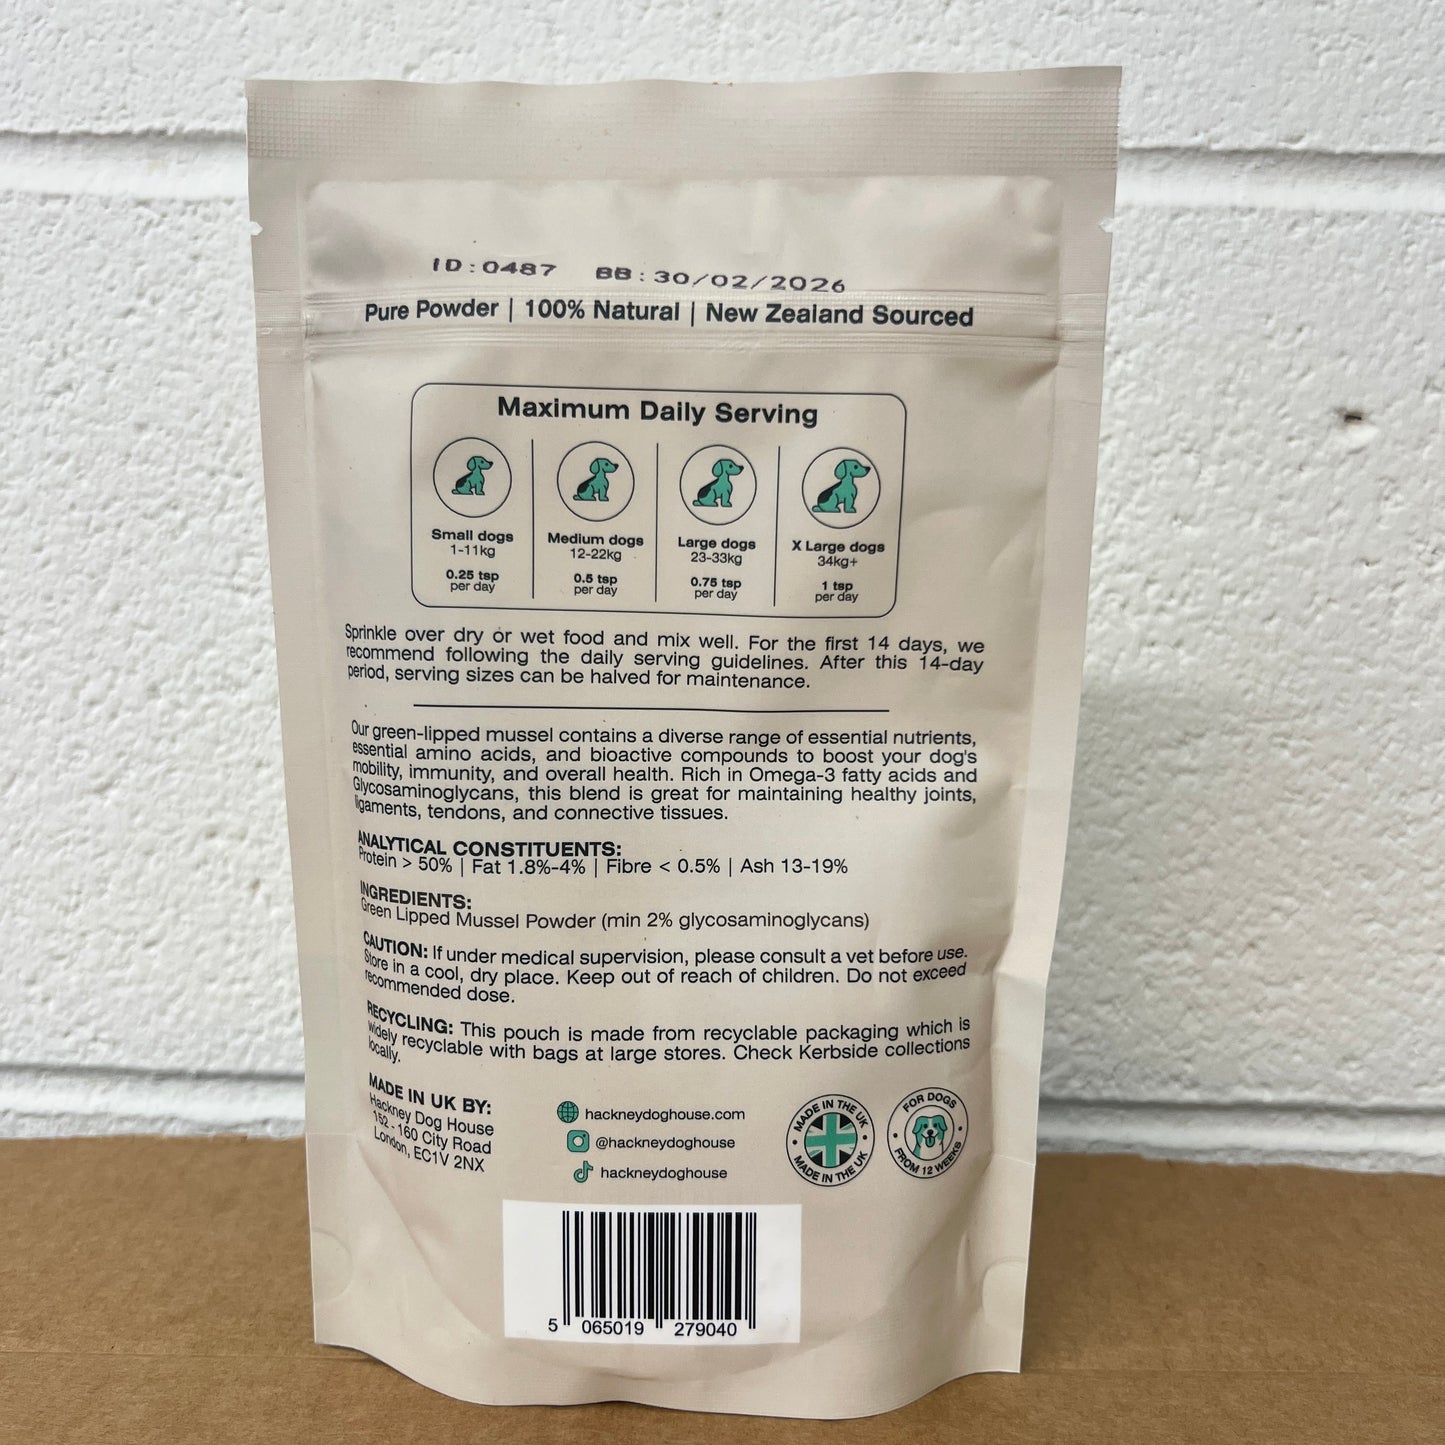 ID:0487 BB:30/02/2026
Pure Powder | 100% Natural | New Zealand Sourced
Maximum Daily Serving
Small dogs
1-11kg
0.25 tsp
per day
Medium dogs
12-22kg
0.5 tsp
per day
Large dogs
23-33kg
0.75 tsp
per day
X Large dogs
34kg+
1 tsp
per day
Sprinkle over dry or wet food and mix well. For the first 14 days, we
recommend following the daily serving guidelines. After this 14-day
period, serving sizes can be halved for maintenance.
Our green-lipped mussel contains a diverse range of essential nutrients,
essential amino acids, and bioactive compounds to boost your dog's
mobility, immunity, and overall health. Rich in Omega-3 fatty acids and
Glycosaminoglycans, this blend is great for maintaining healthy joints,
ligaments, tendons, and connective tissues.
ANALYTICAL CONSTITUENTS:
Protein > 50% | Fat 1.8%-4% | Fibre < 0.5% | Ash 13-19%
INGREDIENTS:
Green Lipped Mussel Powder (min 2% glycosaminoglycans)
CAUTION: If under medical supervision, please consult a vet before use.
Store in a cool, dry place. Keep out of reach of children. Do not exceed
recommended dose.
RECYCLING: This pouch is made from recyclable packaging which is
widely recyclable with bags at large stores. Check Kerbside collections
locally.
MADE IN UK BY:
Hackney Dog House
152 - 160 City Road
London, EC1V 2NX
hackneydoghouse.com
@hackneydoghouse
hackneydoghouse
MADE IN THE UK
MADE IN THE UK
FOR DOGS
FROM 12 WEEKS
5 065019 279040